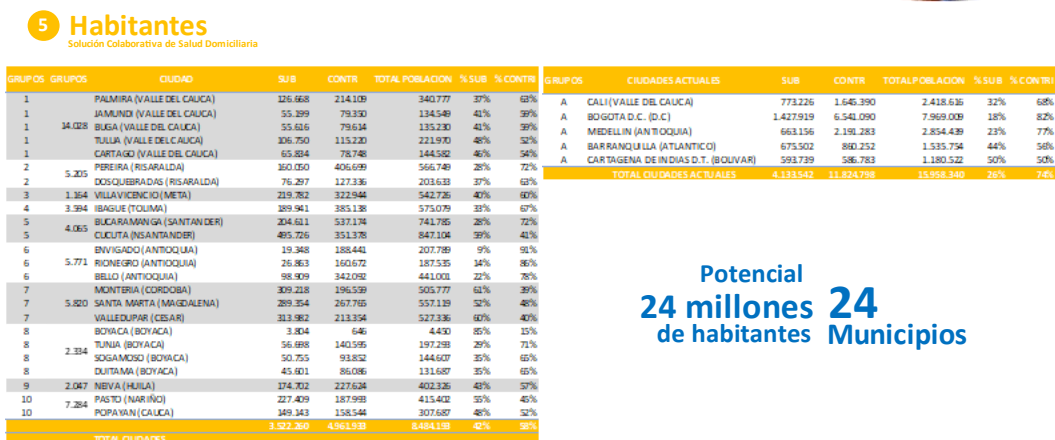 5 Habitantes
Solución Colaborativa de Salud Domiciliaria
GRUPOS GRUPOS CIUDAD SUB CONTR TOTAL POBLACION % SUB % CONTRI
1 PALMIRA (VALLE DEL CAUCA) 126.668 214.109 340.777 37% 63%
1 JAMUNDI (VALLE DEL CAUCA) 55.199 79.350 134.549 41% 59%
1 14.028 BUGA (VALLE DEL CAUCA) 55.616 79.614 135.230 41% 59%
1 TULUA (VALLE DEL CAUCA) 106.750 115.220 221.970 48% 52%
1 CARTAGO (VALLE DEL CAUCA) 65.834 78.748 144.582 46% 54%
2 PEREIRA (RISARALDA) 160.050 406.699 566.749 28% 72%
5.205
2 DOSQUEBRADAS (RISARALDA) 76.297 127.336 203.633 37% 63%
3 1.164 VILLAVICENCIO (META) 219.782 322.944 542.726 40% 60%
4 3.594 IBAGUE (TOLIMA) 189.941 385.138 575.079 33% 67%
5 BUCARAMANGA (SANTANDER) 204.611 537.174 741.785 28% 72%
4.065
5 CUCUTA (NSANTANDER) 495.726 351.378 847.104 59% 41%
6 ENVIGADO (ANTIOQUIA) 19.348 188.441 207.789 9% 91%
6 5.771 RIONEGRO (ANTIOQUIA) 26.863 160.672 187.535 14% 86%
6 BELLO (ANTIOQUIA) 98.909 342.092 441.001 22% 78%
7 MONTERIA (CORDOBA) 309.218 196.559 505.777 61% 39%
7 5.820 SANTA MARTA (MAGDALENA) 289.354 267.765 557.119 52% 48%
7 VALLEDUPAR (CESAR) 313.982 213.354 527.336 60% 40%
8 BOYACA (BOYACA) 3.804 646 4.450 85% 15%
8 TUNJA (BOYACA) 56.698 140.595 197.293 29% 71%
2.334
8 SOGAMOSO (BOYACA) 50.755 93.852 144.607 35% 65%
8 DUITAMA (BOYACA) 45.601 86.086 131.687 35% 65%
9 2.047 NEIVA (HUILA) 174.702 227.624 402.326 43% 57%
10 PASTO (NARIÑO) 227.409 187.993 415.402 55% 45%
7.284
10 POPAYAN (CAUCA) 149.143 158.544 307.687 48% 52%
3.522.260 4.961.933 8.484.193 42% 58%
TOTAL CIUDADES
GRUPOS CIUDADES ACTUALES SUB CONTR TOTAL POBLACION % SUB % CONTRI
A CALI (VALLE DEL CAUCA) 773.226 1.645.390 2.418.616 32% 68%
A BOGOTA D.C. (D.C) 1.427.919 6.541.090 7.969.009 18% 82%
A MEDELLIN (ANTIOQUIA) 663.156 2.191.283 2.854.439 23% 77%
A BARRANQUILLA (ATLANTICO) 675.502 860.252 1.535.754 44% 56%
A CARTAGENA DE INDIAS D.T. (BOLIVAR) 593.739 586.783 1.180.522 50% 50%
TOTAL CIUDADES ACTUALES 4.133.542 11.824.798 15.958.340 26% 74%
Potencial
24 millones 24
de habitantes Municipios